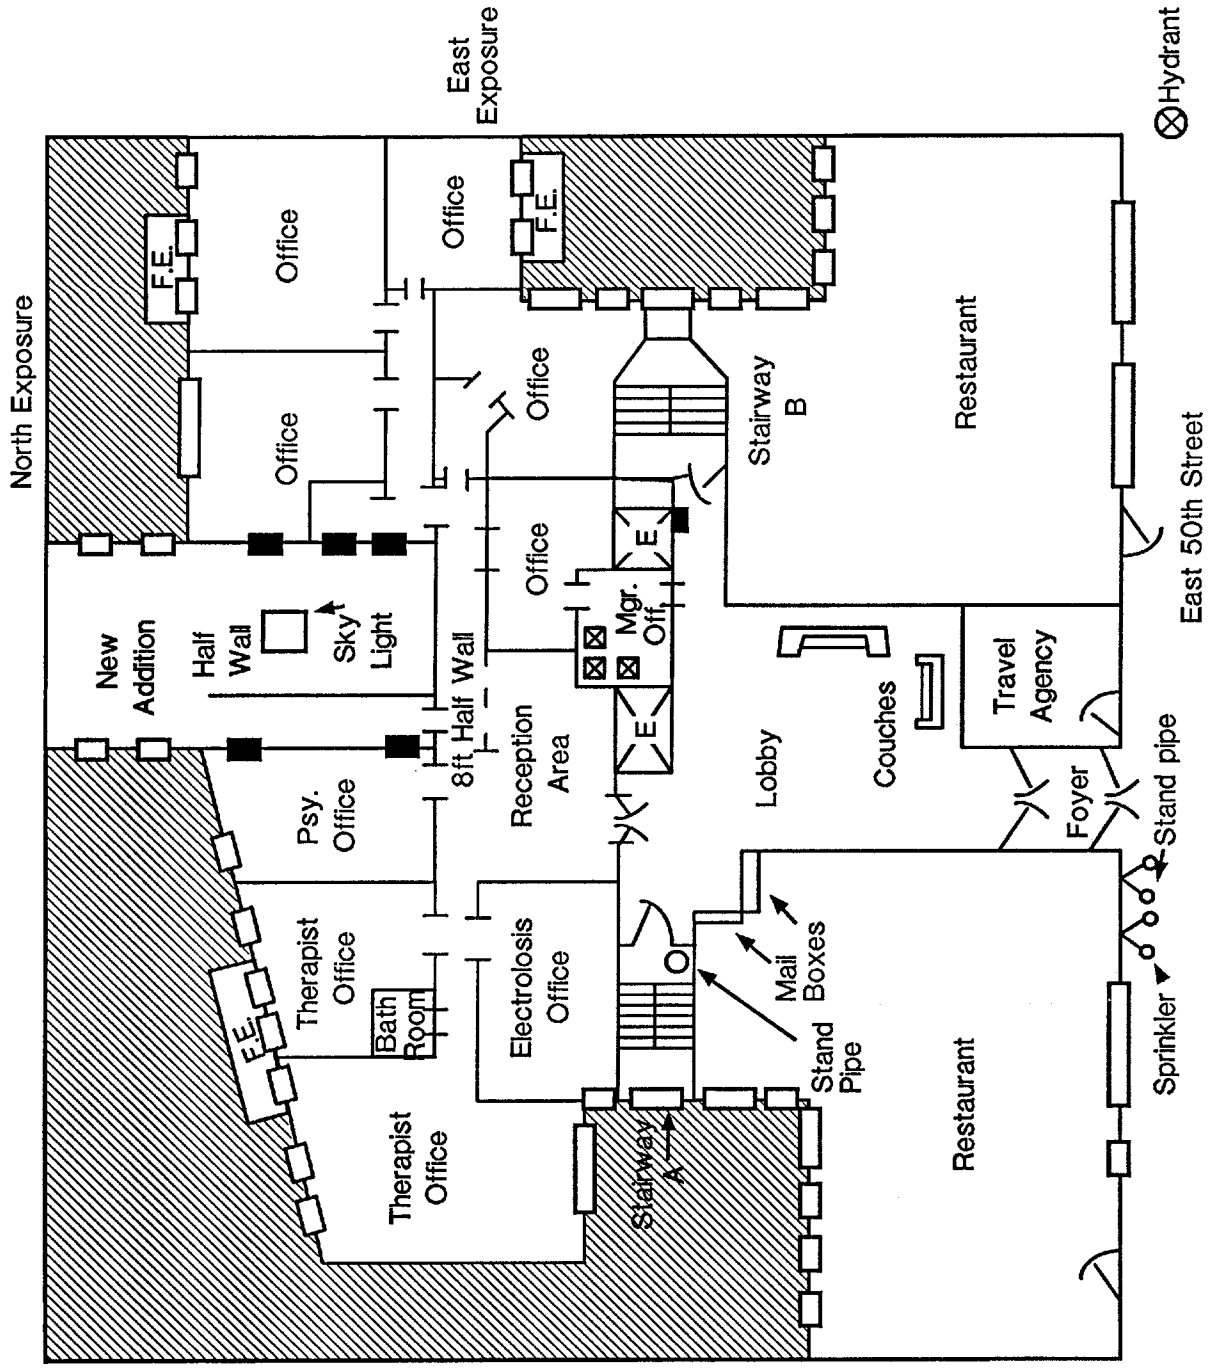 North Exposure
East
Exposure
F.E.
Office
Office
Office
F.E.
New
Addition
Half
Wall
Sky
Light
Office
Office
Stairway
B
Restaurant
8ft Half Wall
E
Mgr.
Off.
E
Psy.
Office
Reception
Area
Lobby
Couches
Travel
Agency
Foyer
Therapist
Office
Bath
Room
F.E.
Electrolosis
Office
Mail
Boxes
Stand
Pipe
Therapist
Office
Stairway
A
Restaurant
Sprinkler
Stand pipe
East 50th Street
Hydrant